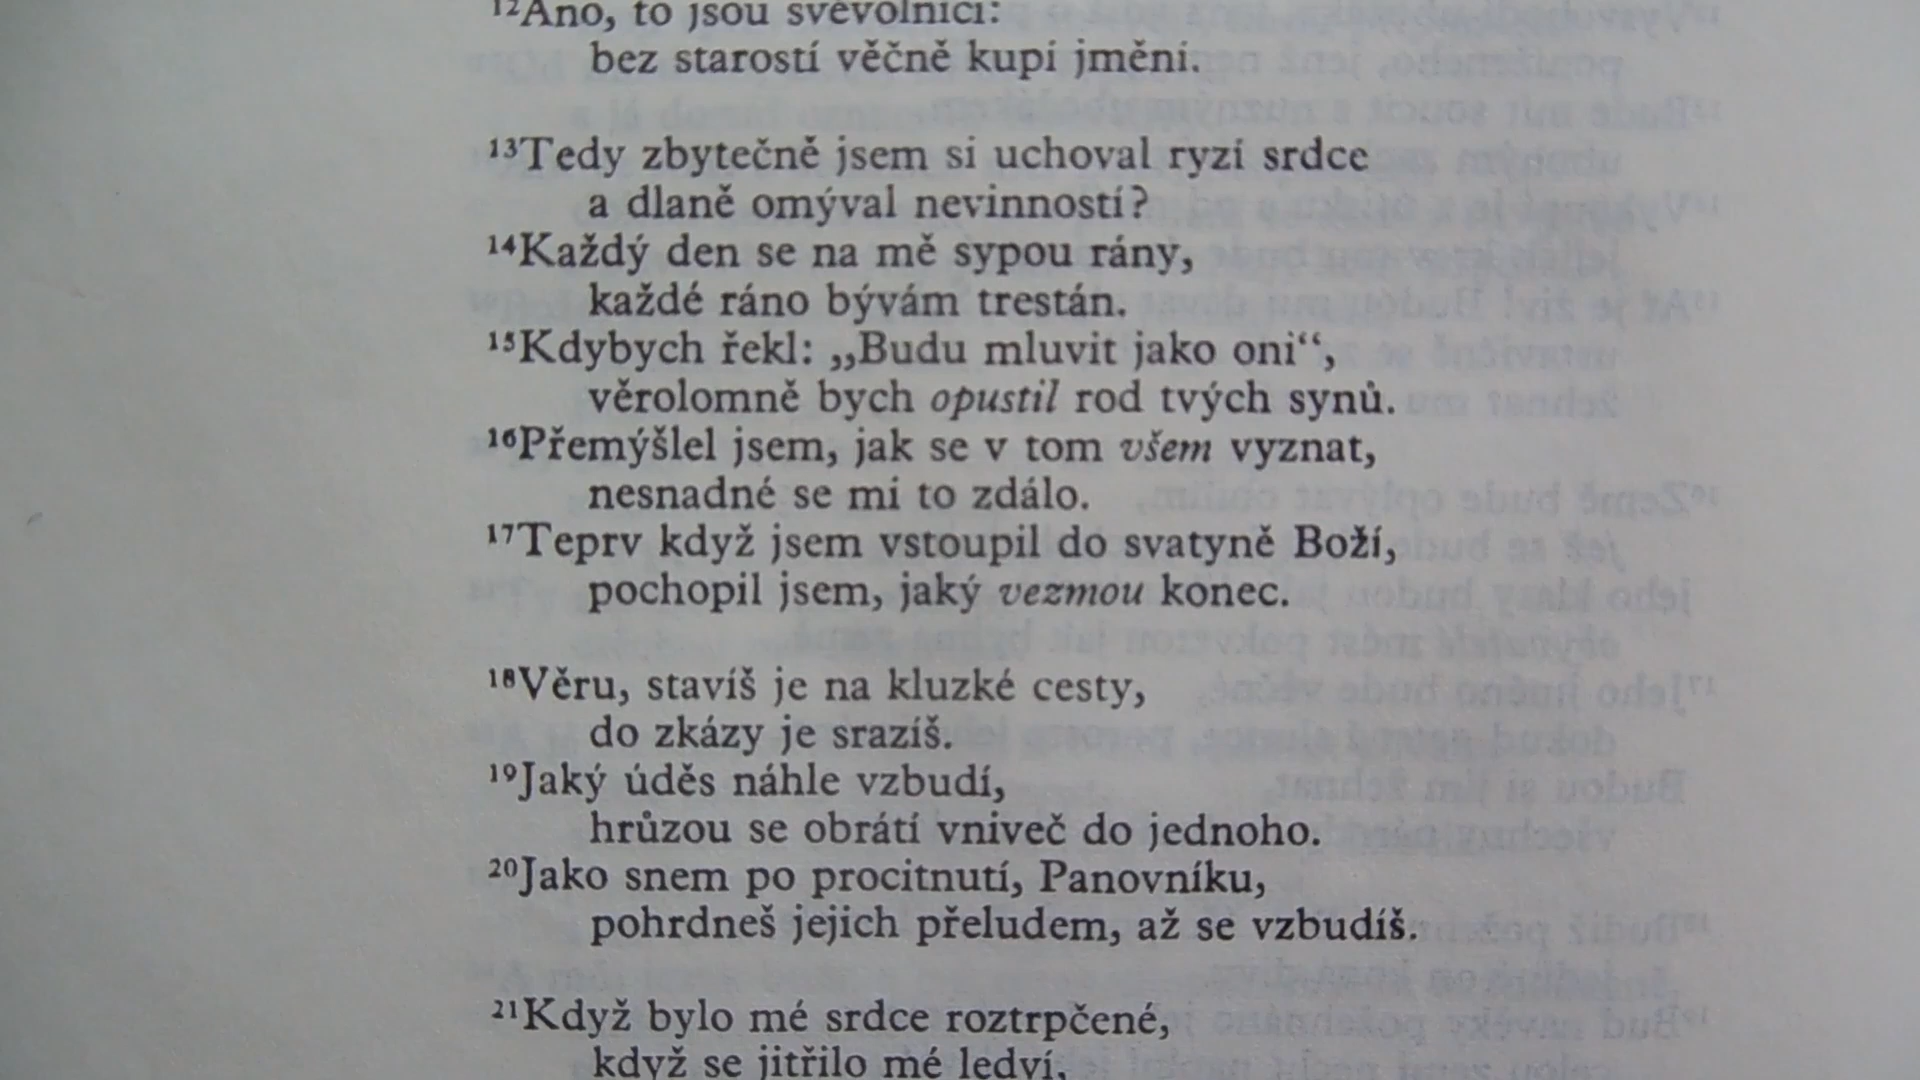 12Ano, to jsou svévolníci:
bez starostí věčně kupí jmění.
13Tedy zbytečně jsem si uchoval ryzí srdce
a dlaně omýval nevinností?
14Každý den se na mě sypou rány,
každé ráno bývám trestán.
15Kdybych řekl: „Budu mluvit jako oni“,
věrolomně bych opustil rod tvých synů.
16Přemýšlel jsem, jak se v tom všem vyznat,
nesnadné se mi to zdálo.
17Teprv když jsem vstoupil do svatyně Boží,
pochopil jsem, jaký vezmou konec.
18Věru, stavíš je na kluzké cesty,
do zkázy je srazíš.
19Jaký úděs náhle vzbudí,
hrůzou se obrátí vniveč do jednoho.
20Jako snem po procitnutí, Panovníku,
pohrdneš jejich přeludem, až se vzbudíš.
21Když bylo mé srdce roztrpčené,
když se jitřilo mé ledví,